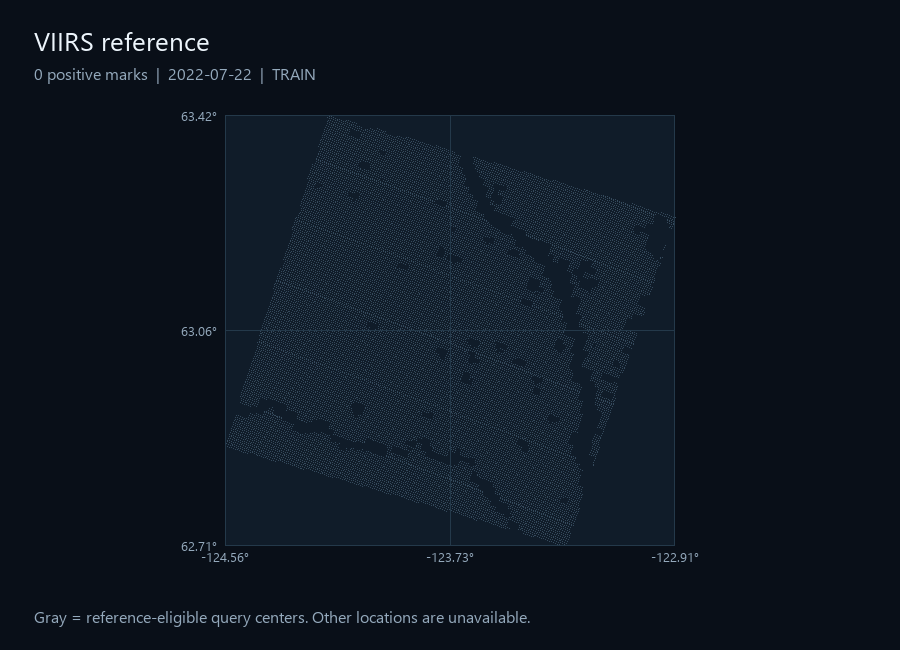 VIIRS reference
0 positive marks | 2022-07-22 | TRAIN
63.42°
63.06°
62.71°
-124.56° -123.73° -122.91°
Gray = reference-eligible query centers. Other locations are unavailable.